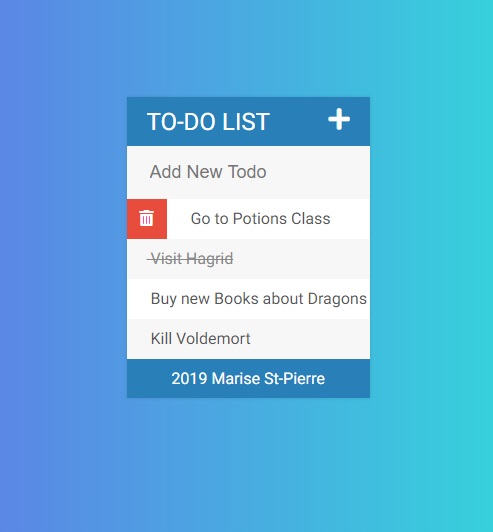 TO-DO LIST
Add New Todo
Go to Potions Class
Visit Hagrid
Buy new Books about Dragons
Kill Voldemort
2019 Marise St-Pierre